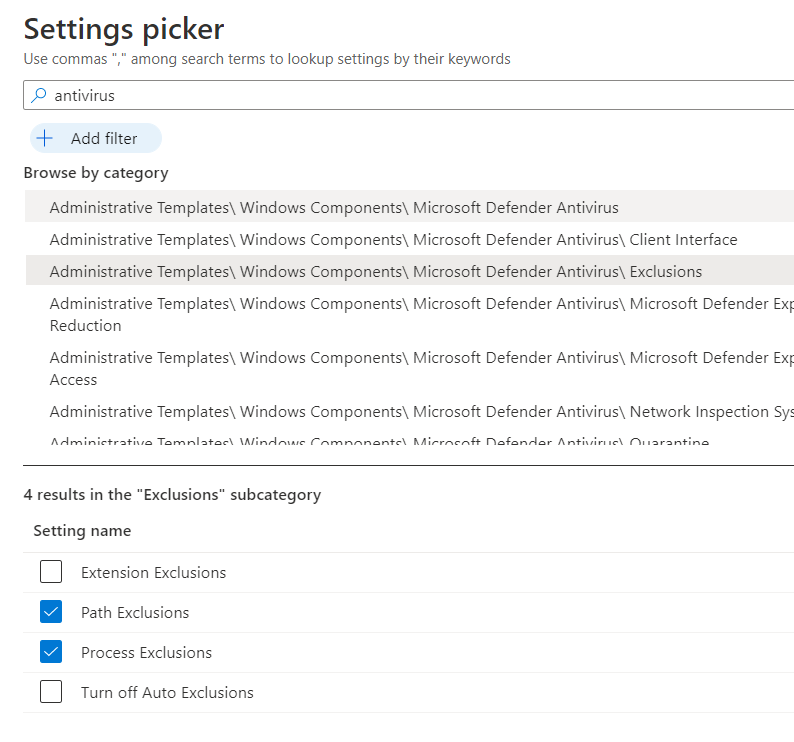 Settings picker
Use commas "," among search terms to lookup settings by their keywords
antivirus
Add filter
Browse by category
Administrative Templates\ Windows Components\ Microsoft Defender Antivirus
Administrative Templates\ Windows Components\ Microsoft Defender Antivirus\ Client Interface
Administrative Templates\ Windows Components\ Microsoft Defender Antivirus\ Exclusions
Administrative Templates\ Windows Components\ Microsoft Defender Antivirus\ Microsoft Defender Exp
Reduction
Administrative Templates\ Windows Components\ Microsoft Defender Antivirus\ Microsoft Defender Exp
Access
Administrative Templates\ Windows Components\ Microsoft Defender Antivirus\ Network Inspection Sys
Administrative Templates\ Windows Components\ Microsoft Defender Antivirus\ Quarantine
4 results in the "Exclusions" subcategory
Setting name
Extension Exclusions
Path Exclusions
Process Exclusions
Turn off Auto Exclusions